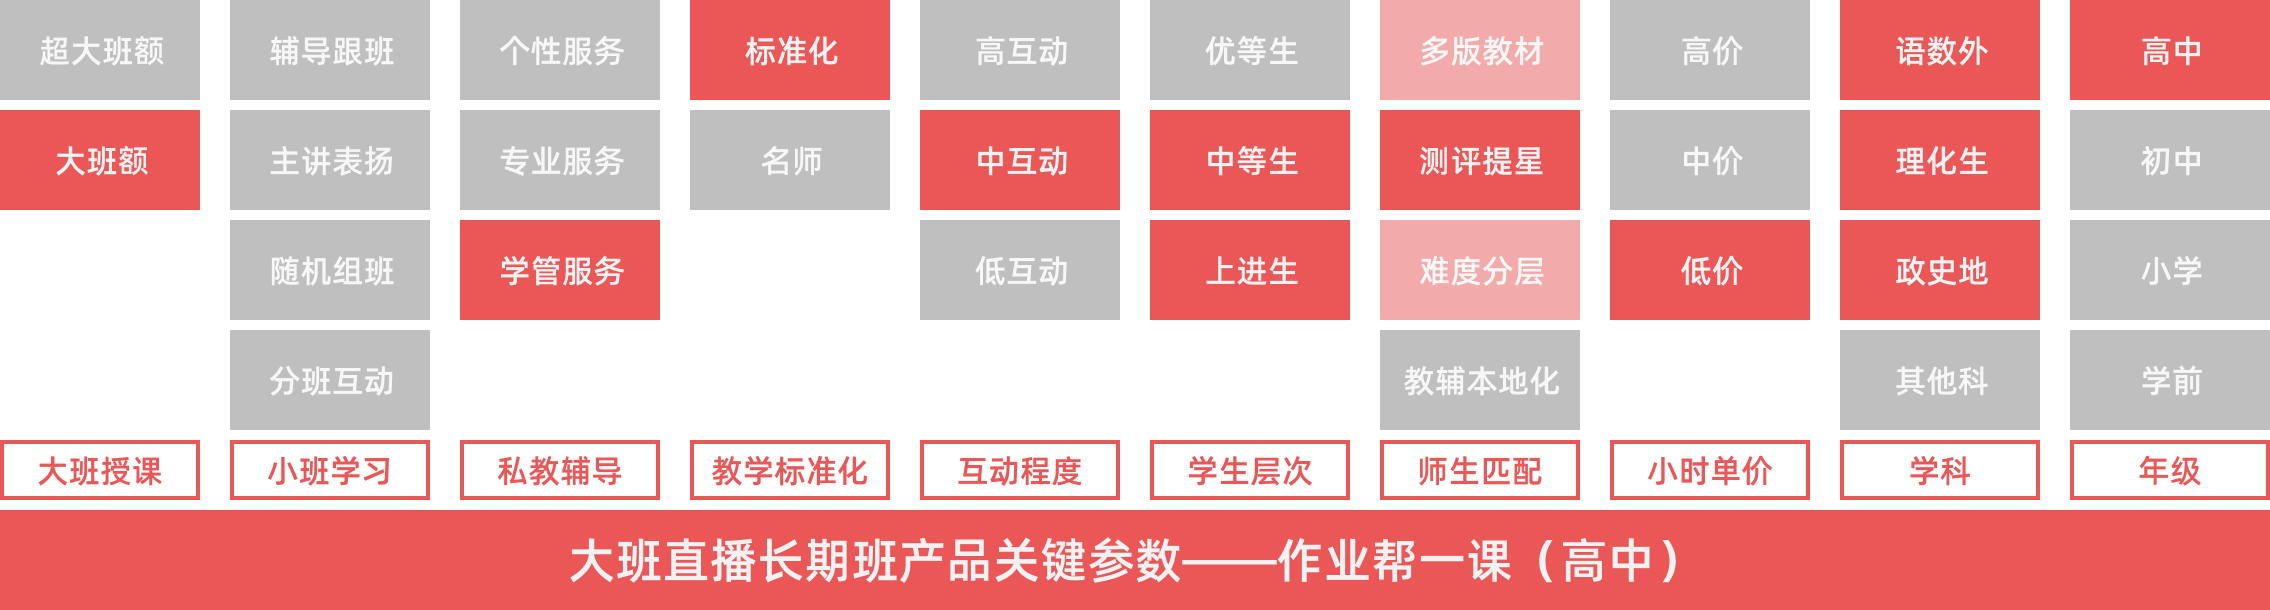 超大班额 辅导跟班 个性服务 标准化 高互动 优等生 多版教材 高价 语数外 高中
大班额 主讲表扬 专业服务 名师 中互动 中等生 测评提星 中价 理化生 初中
随机组班 学管服务 低互动 上进生 难度分层 低价 政史地 小学
分班互动 教辅本地化 其他科 学前
大班授课 小班学习 私教辅导 教学标准化 互动程度 学生层次 师生匹配 小时单价 学科 年级
大班直播长期班产品关键参数——作业帮一课（高中）